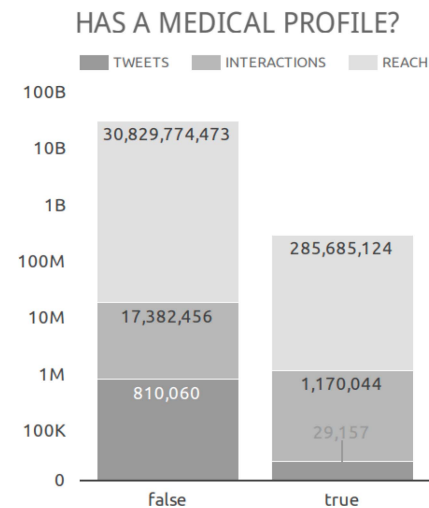 HAS A MEDICAL PROFILE?
TWEETS INTERACTIONS REACH
100B
30,829,774,473
10B
1B
285,685,124
100M
10M
17,382,456
1M
1,170,044
810,060
29,157
100K
0
false true